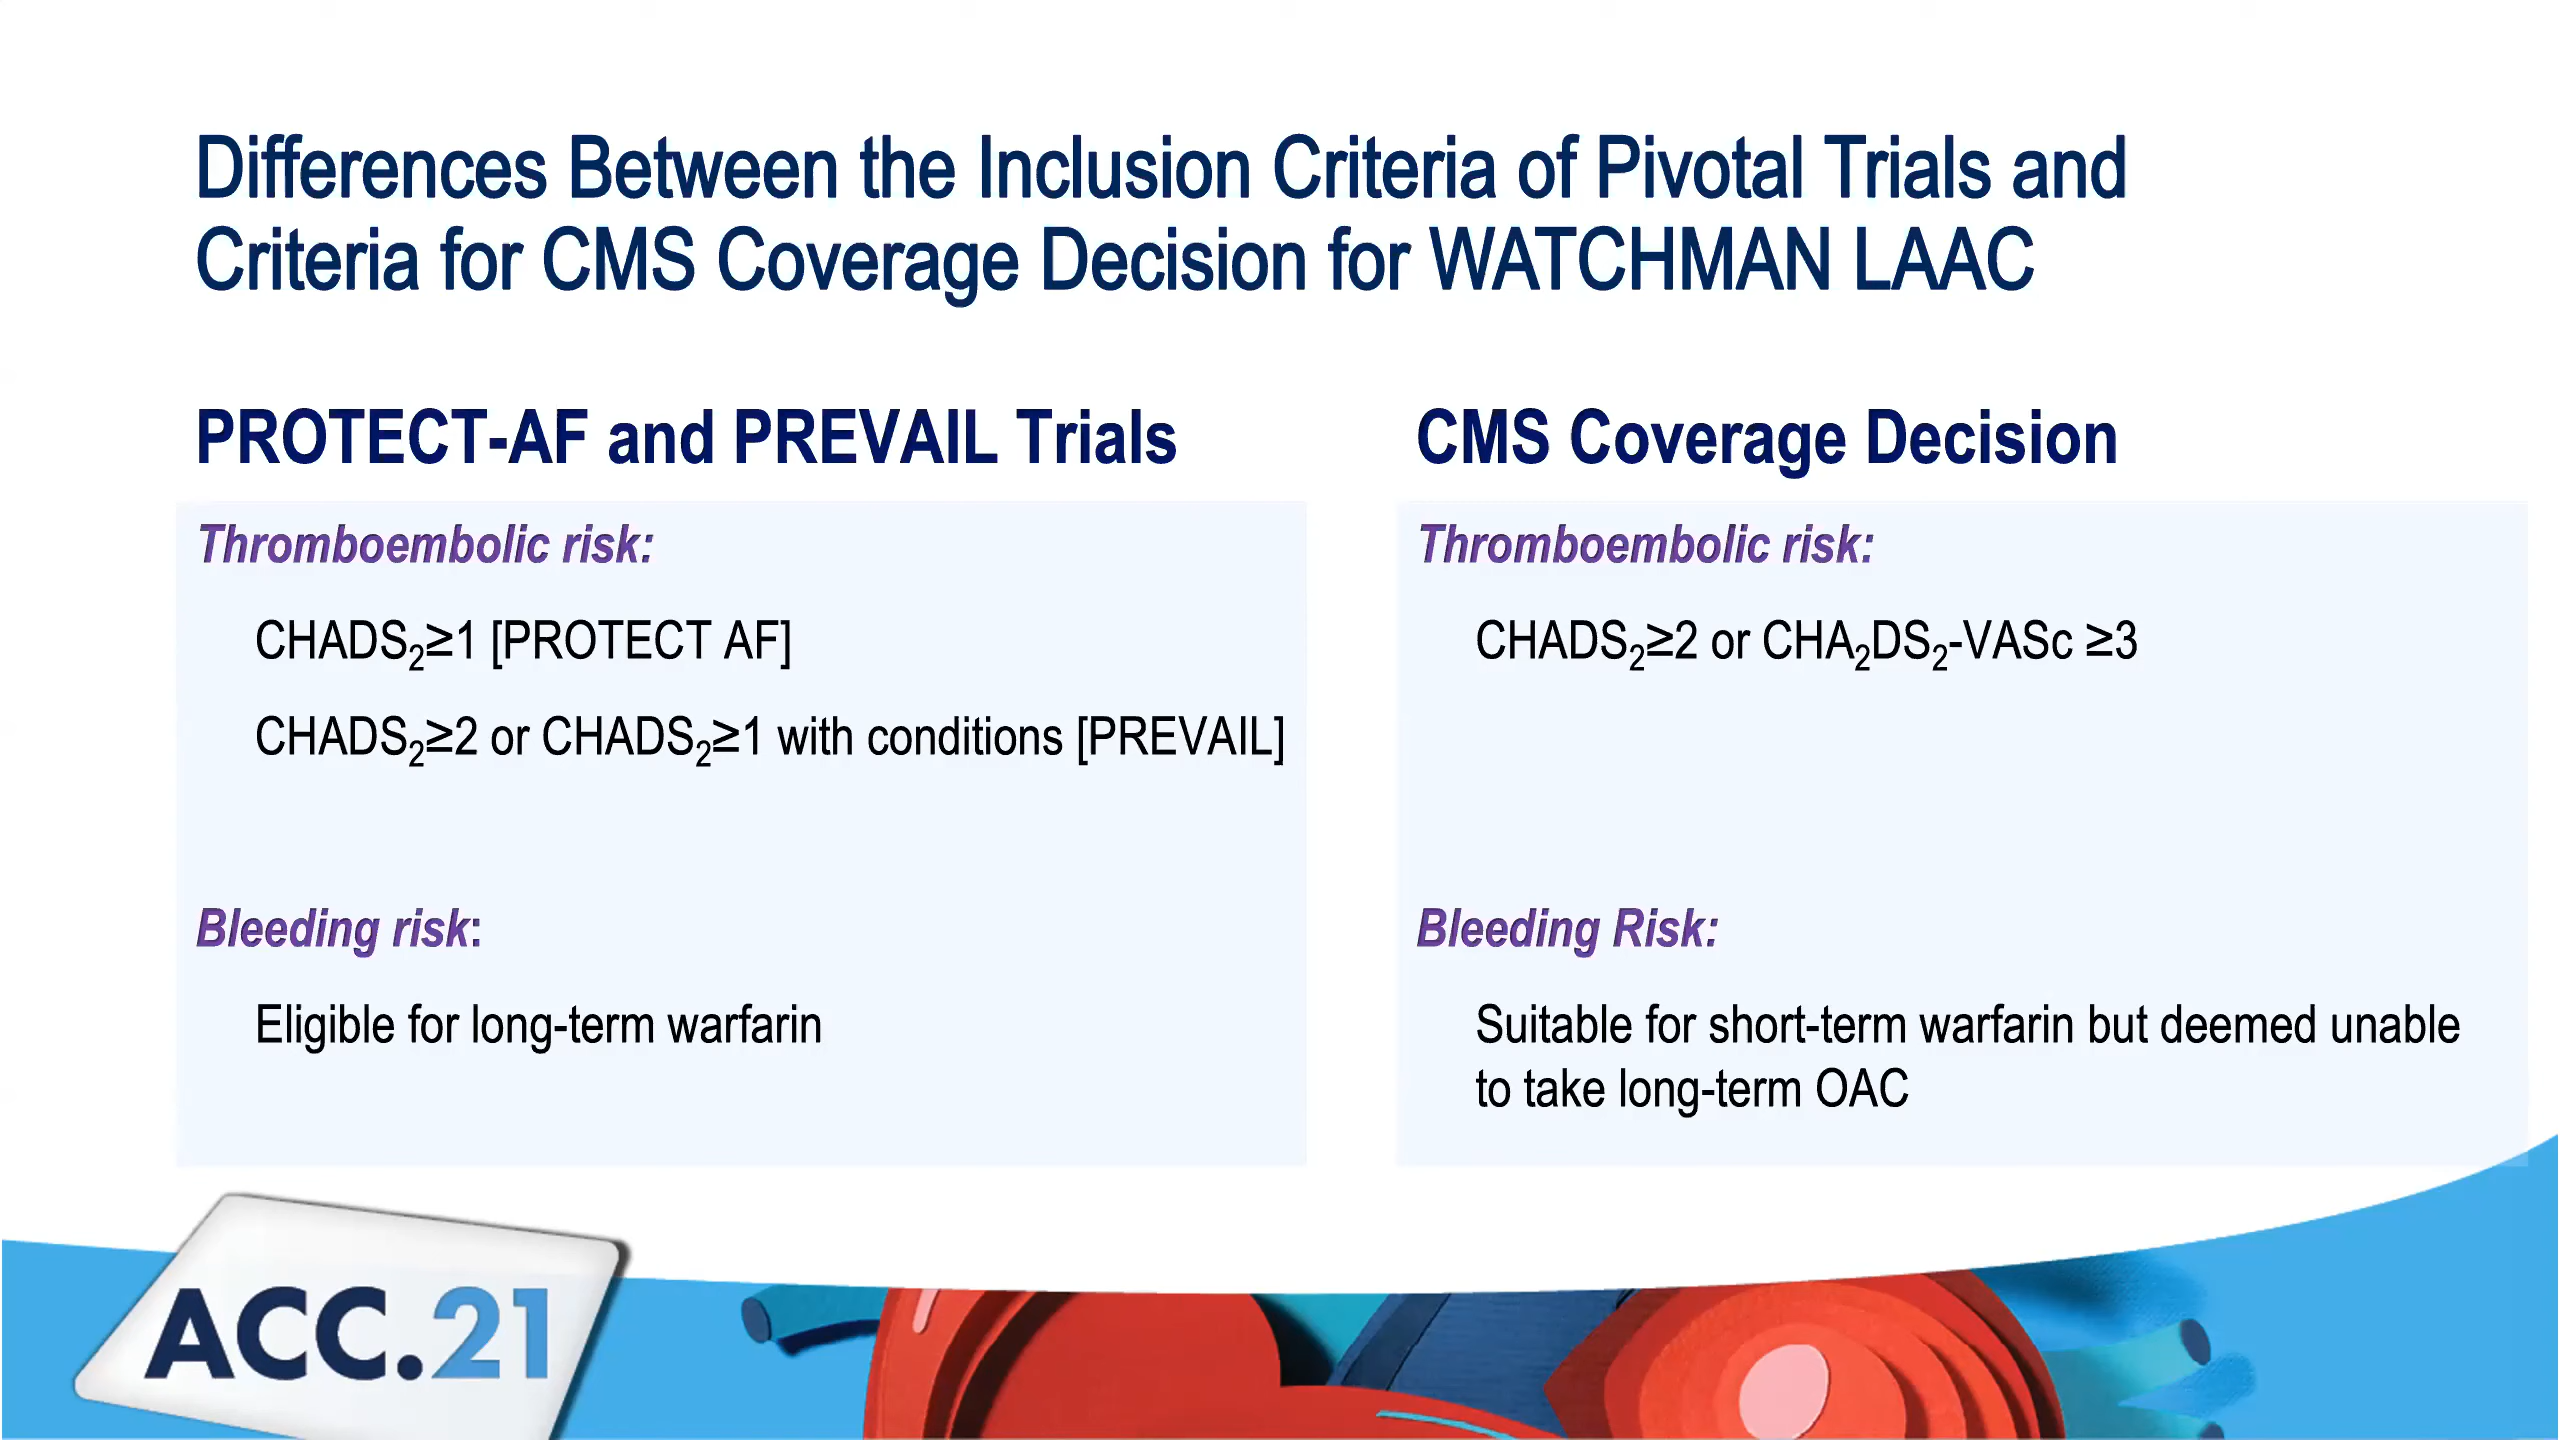 Differences Between the Inclusion Criteria of Pivotal Trials and
Criteria for CMS Coverage Decision for WATCHMAN LAAC
PROTECT-AF and PREVAIL Trials
Thromboembolic risk:
CHADS₂≥1 [PROTECT AF]
CHADS₂≥2 or CHADS₂≥1 with conditions [PREVAIL]
Bleeding risk:
Eligible for long-term warfarin
CMS Coverage Decision
Thromboembolic risk:
CHADS₂≥2 or CHA₂DS₂-VASc ≥3
Bleeding Risk:
Suitable for short-term warfarin but deemed unable
to take long-term OAC
ACC.21